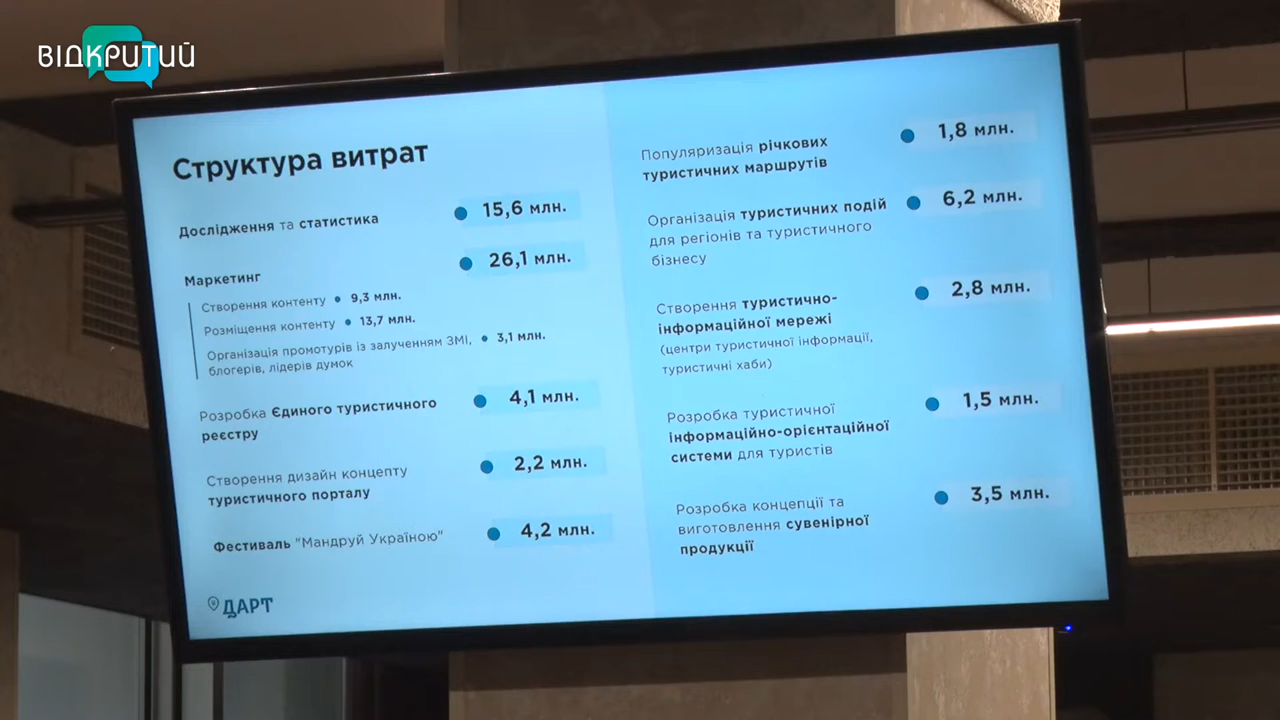 ВІДКРИТИЙ
Структура витрат
Дослідження та статистика
15,6 млн.
Маркетинг
26,1 млн.
Створення контенту • 9,3 млн.
Розміщення контенту • 13,7 млн.
Організація промотурів із залученням ЗМІ, • 3,1 млн.
блогерів, лідерів думок
Розробка Єдиного туристичного
реєстру
4,1 млн.
Створення дизайн концепту
туристичного порталу
2,2 млн.
Фестиваль "Мандруй Україною"
4,2 млн.
ДАРТ
Популяризація річкових
туристичних маршрутів
1,8 млн.
Організація туристичних подій
для регіонів та туристичного
бізнесу
6,2 млн.
Створення туристично-
інформаційної мережі
(центри туристичної інформації,
туристичні хаби)
2,8 млн.
Розробка туристичної
інформаційно-орієнтаційної
системи для туристів
1,5 млн.
Розробка концепції та
виготовлення сувенірної
продукції
3,5 млн.